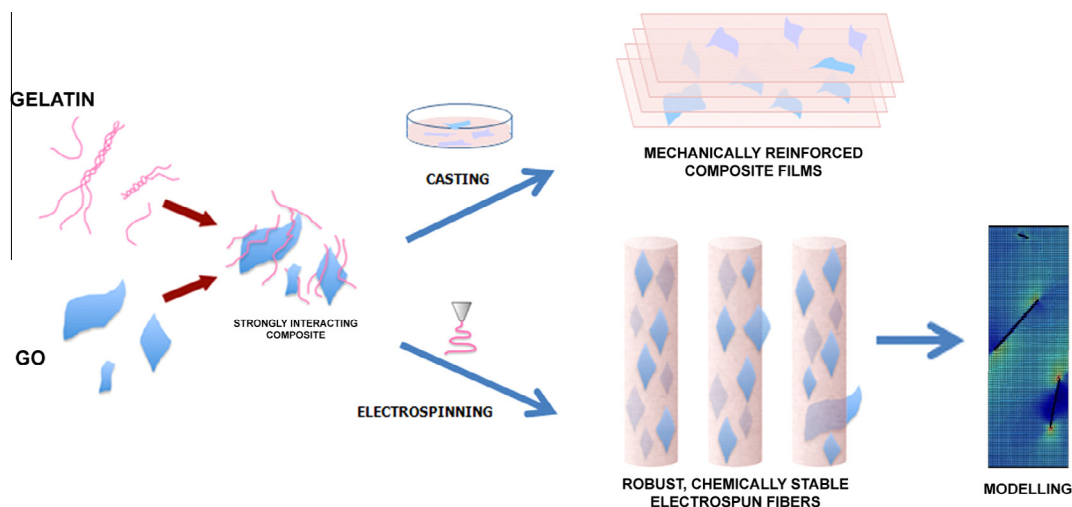 GELATIN
GO
STRONGLY INTERACTING
COMPOSITE
CASTING
ELECTROSPINNING
MECHANICALLY REINFORCED
COMPOSITE FILMS
ROBUST, CHEMICALLY STABLE
ELECTROSPUN FIBERS
MODELLING